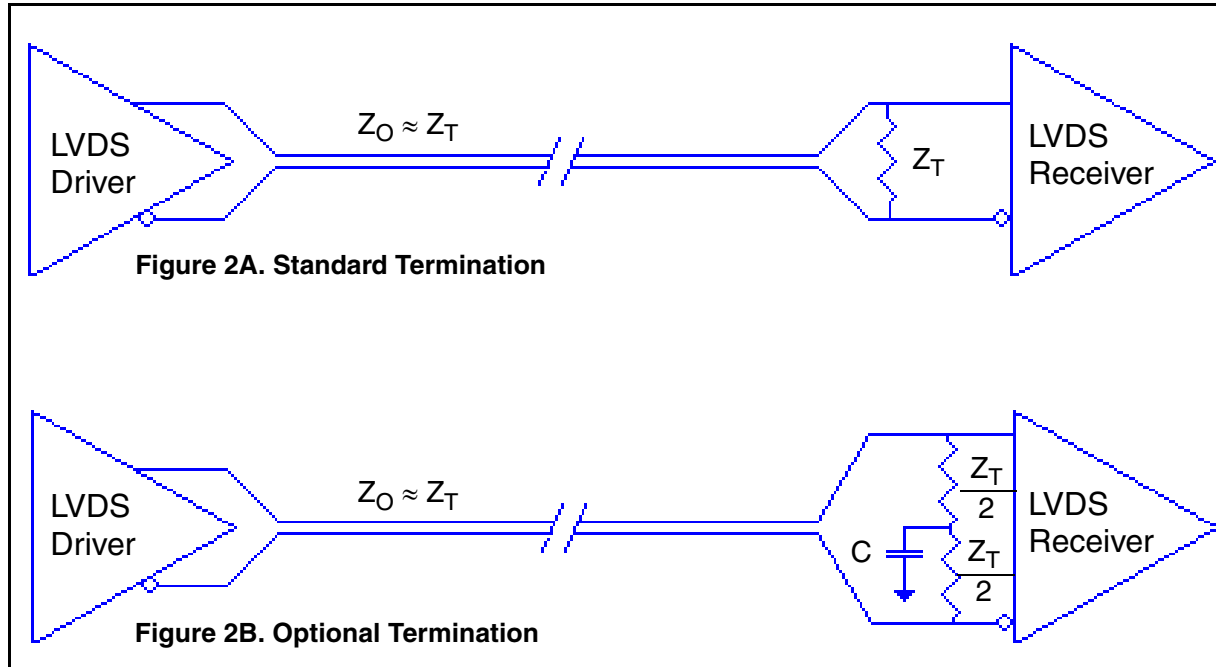 LVDS
Driver
Z_O ≈ Z_T
Z_T
LVDS
Receiver
Figure 2A. Standard Termination
LVDS
Driver
Z_O ≈ Z_T
C
Z_T
2
Z_T
2
LVDS
Receiver
Figure 2B. Optional Termination